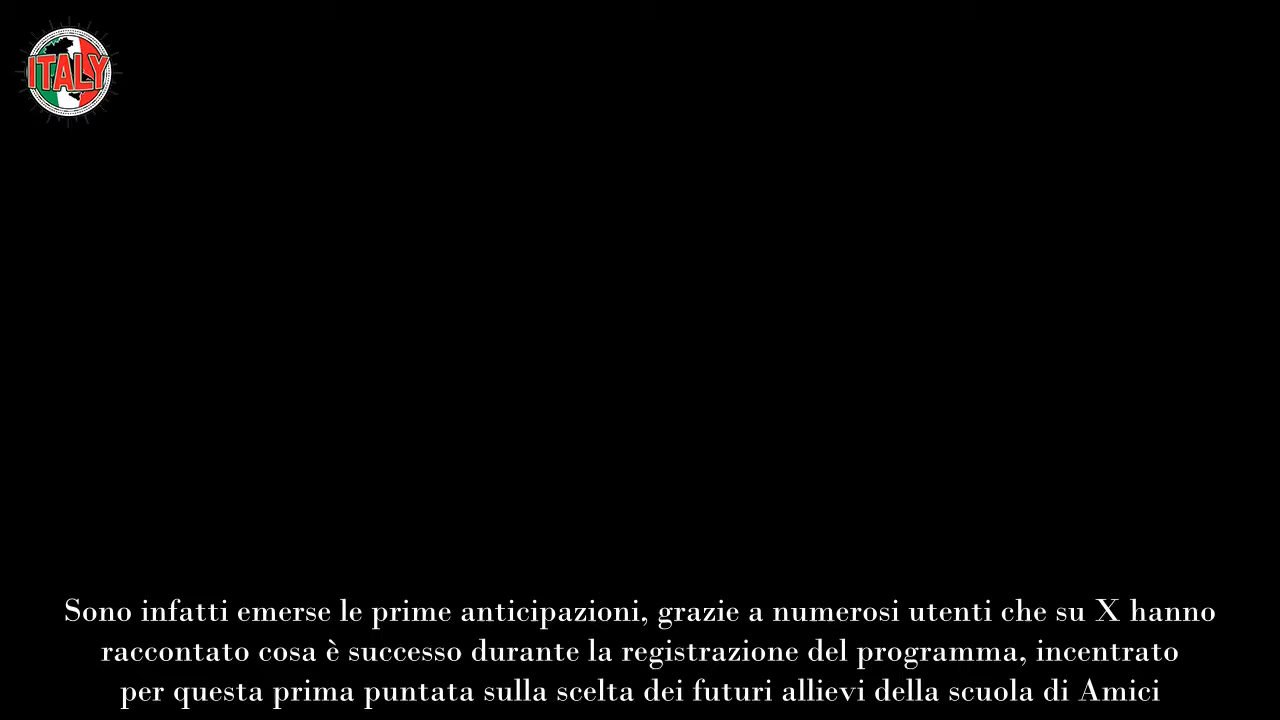 ITALY
Sono infatti emerse le prime anticipazioni, grazie a numerosi utenti che su X hanno
raccontato cosa è successo durante la registrazione del programma, incentrato
per questa prima puntata sulla scelta dei futuri allievi della scuola di Amici